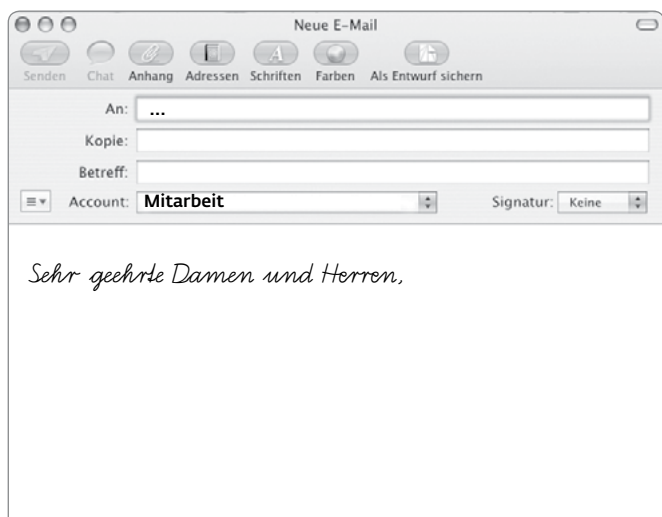 Neue E-Mail
Senden Chat Anhang Adressen Schriften Farben Als Entwurf sichern
An: ...
Kopie:
Betreff:
Account: Mitarbeit Signatur: Keine
Sehr geehrte Damen und Herren,